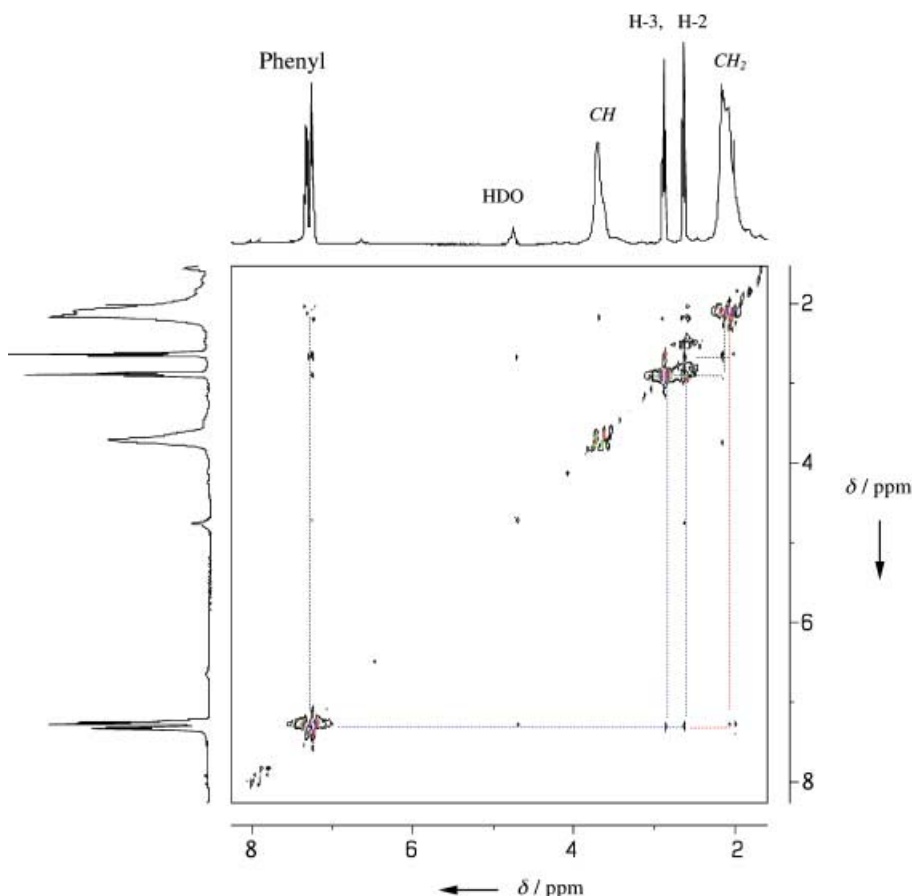 H-3, H-2
Phenyl
CH₂
CH
HDO
2
4
δ / ppm
6
8
8 6 4 2
δ / ppm